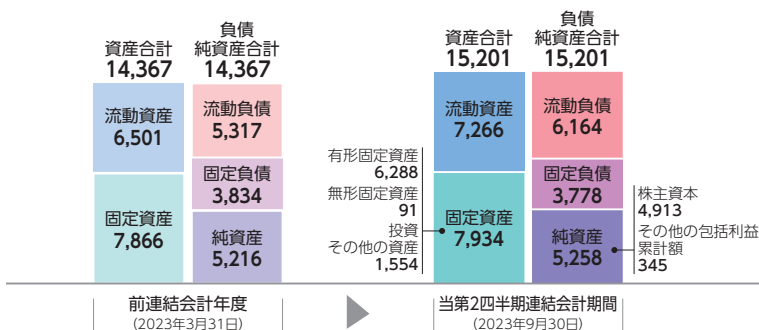 資産合計
14,367
負債
純資産合計
14,367
流動資産
6,501
固定資産
7,866
流動負債
5,317
固定負債
3,834
純資産
5,216
前連結会計年度
(2023年3月31日)
資産合計
15,201
負債
純資産合計
15,201
流動資産
7,266
有形固定資産
6,288
無形固定資産
91
投資
その他の資産
1,554
固定資産
7,934
流動負債
6,164
固定負債
3,778
純資産
5,258
株主資本
4,913
その他の包括利益
累計額
345
当第2四半期連結会計期間
(2023年9月30日)